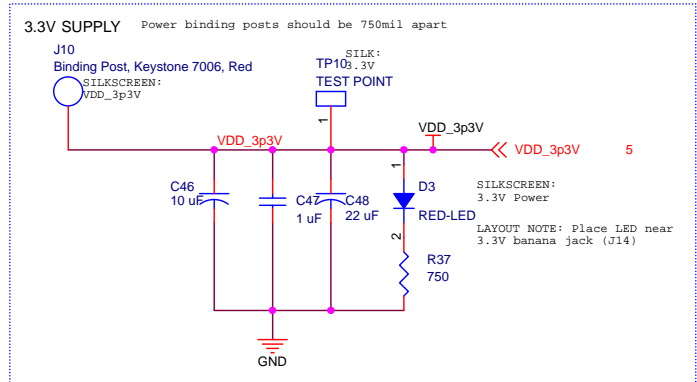 3.3V SUPPLY
Power binding posts should be 750mil apart
J10
Binding Post, Keystone 7006, Red
SILKSCREEN:
VDD_3p3V
SILK:
TP10
3.3V
TEST POINT
1
VDD_3p3V
VDD_3p3V
VDD_3p3V
5
C46
10 uF
C47
1 uF
C48
22 uF
1
D3
RED-LED
2
SILKSCREEN:
3.3V Power
LAYOUT NOTE: Place LED near
3.3V banana jack (J14)
R37
750
GND